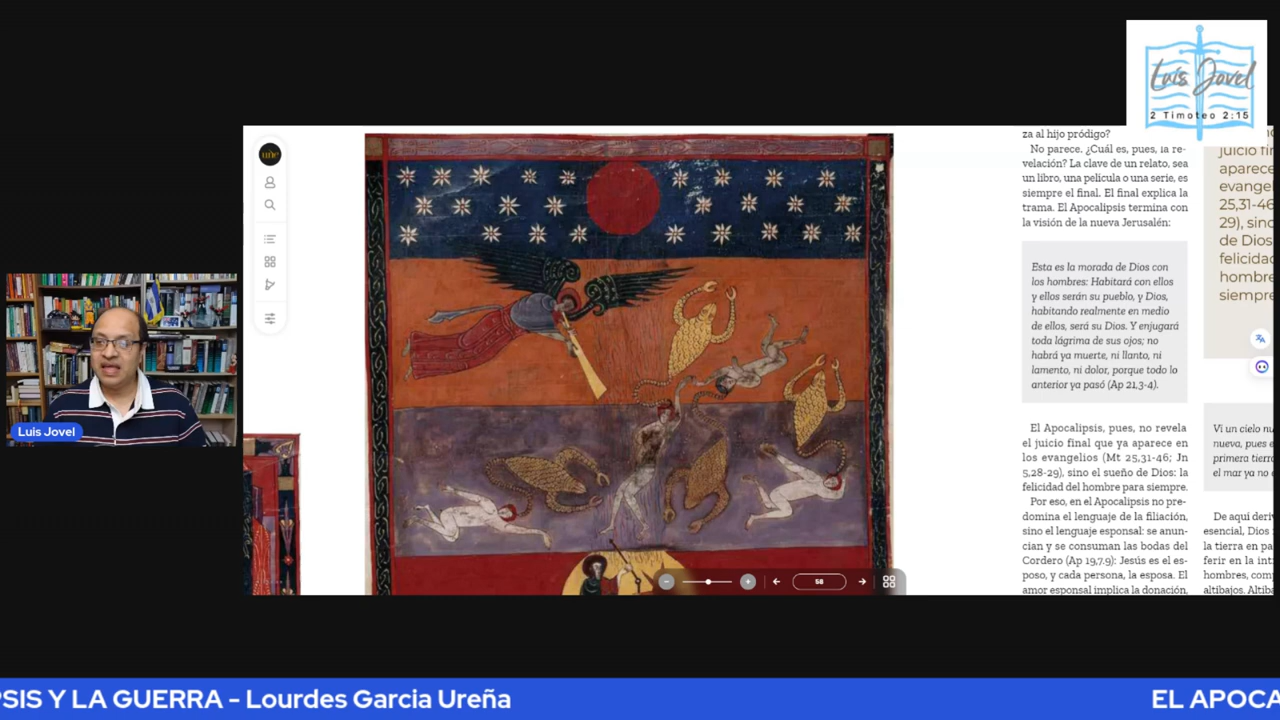 Luis Jovel
2 Timoteo 2:15
une
za al hijo pródigo?
No parece. ¿Cuál es, pues, la re-
velación? La clave de un relato, sea
un libro, una película o una serie, es
siempre el final. El final explica la
trama. El Apocalipsis termina con
la visión de la nueva Jerusalén:
Esta es la morada de Dios con
los hombres: Habitará con ellos
y ellos serán su pueblo, y Dios,
habitando realmente en medio
de ellos, será su Dios. Y enjugará
toda lágrima de sus ojos; no
habrá ya muerte, ni llanto, ni
lamento, ni dolor, porque todo lo
anterior ya pasó (Ap 21,3-4).
El Apocalipsis, pues, no revela
el juicio final que ya aparece en
los evangelios (Mt 25,31-46; Jn
5,28-29), sino el sueño de Dios: la
felicidad del hombre para siempre.
Por eso, en el Apocalipsis no pre-
domina el lenguaje de la filiación,
sino el lenguaje esponsal: se anun-
cian y se consuman las bodas del
Cordero (Ap 19,7.9): Jesús es el es-
poso, y cada persona, la esposa. El
amor esponsal implica la donación,
juicio fin
aparece
evangel
25,31-46
29), sino
de Dios
felicidad
hombre
siempre
Vi un cielo nu
nueva, pues e
primera tierra
el mar ya no
De aquí deriv
esencial, Dios
la tierra en pa
ferir en la int
hombres, com
altibajos. Altiba
Luis Jovel
58
PSIS Y LA GUERRA - Lourdes Garcia Ureña
EL APOCA